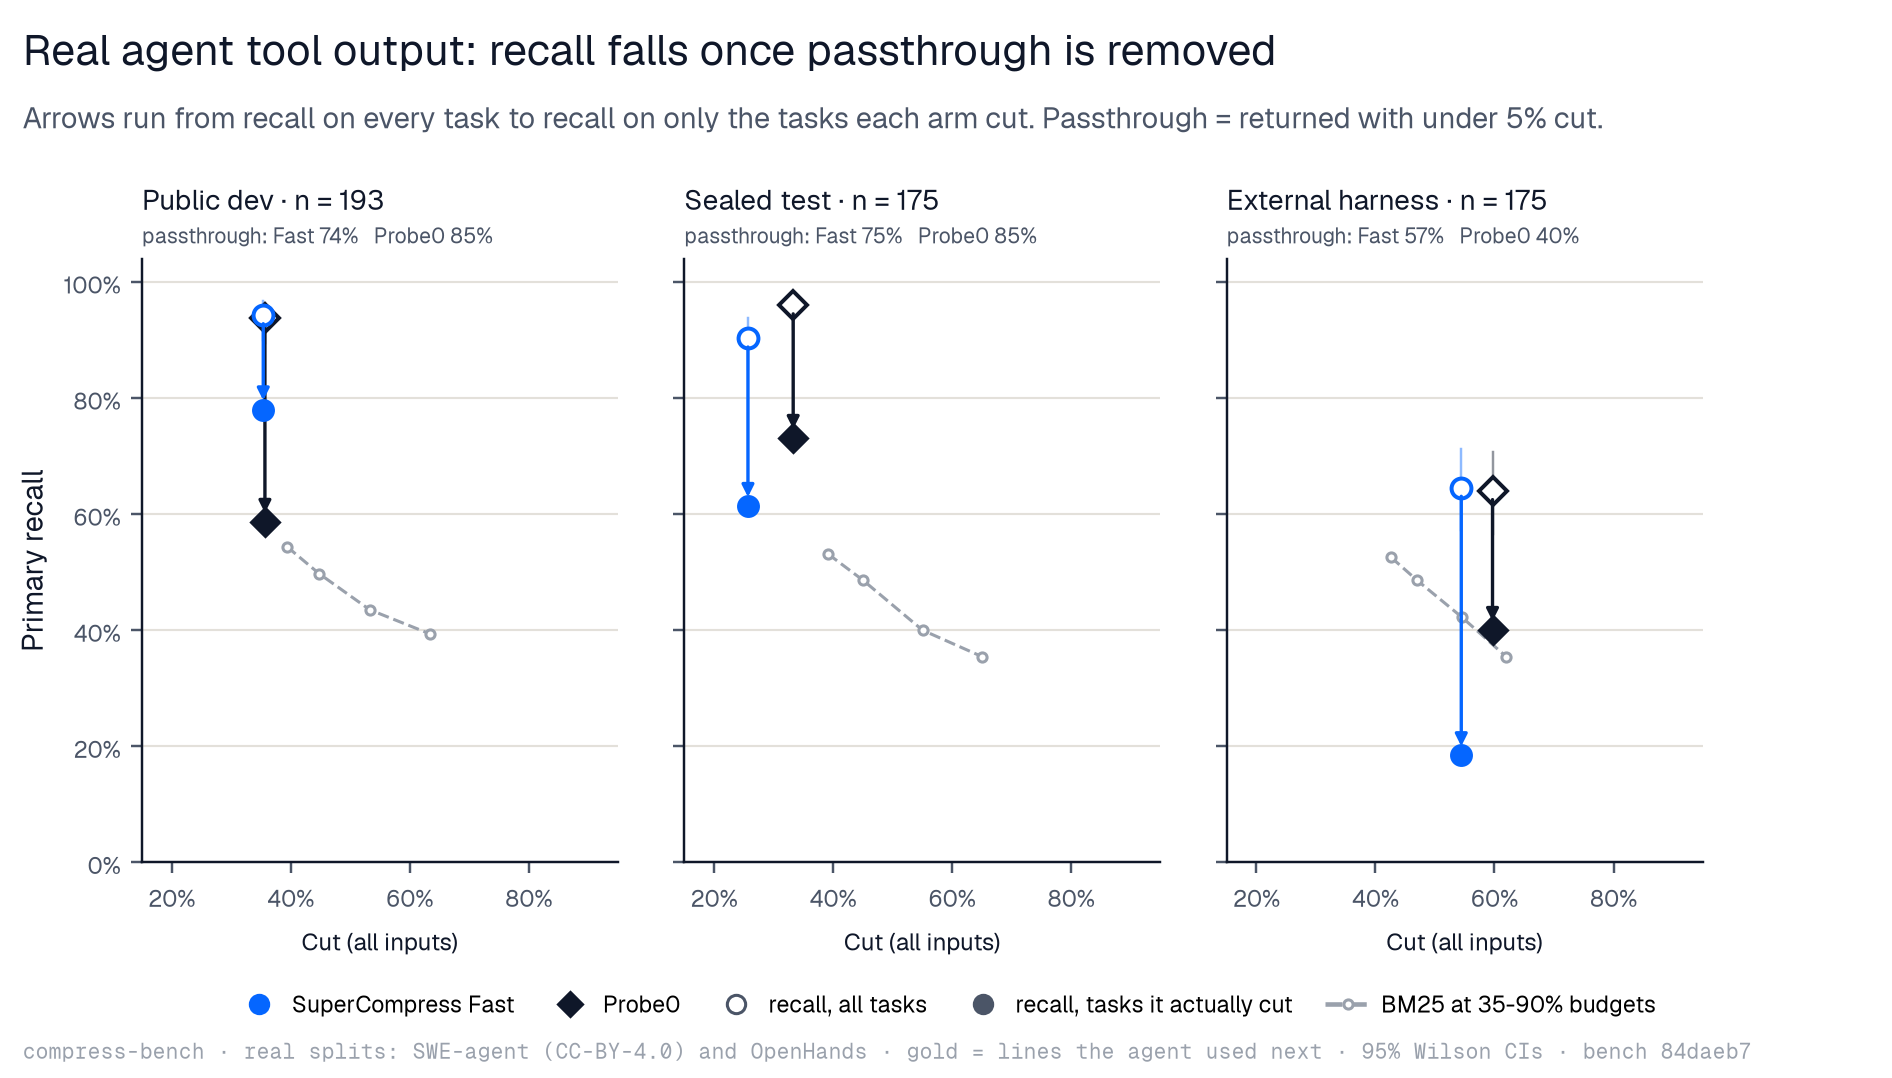 Real agent tool output: recall falls once passthrough is removed
Arrows run from recall on every task to recall on only the tasks each arm cut. Passthrough = returned with under 5% cut.
Public dev · n = 193
passthrough: Fast 74%   Probe0 85%
Sealed test · n = 175
passthrough: Fast 75%   Probe0 85%
External harness · n = 175
passthrough: Fast 57%   Probe0 40%
Primary recall
100%
80%
60%
40%
20%
0%
20%   40%   60%   80%
Cut (all inputs)
20%   40%   60%   80%
Cut (all inputs)
20%   40%   60%   80%
Cut (all inputs)
SuperCompress Fast   Probe0   recall, all tasks   recall, tasks it actually cut   BM25 at 35-90% budgets
compress-bench · real splits: SWE-agent (CC-BY-4.0) and OpenHands · gold = lines the agent used next · 95% Wilson CIs · bench 84daeb7